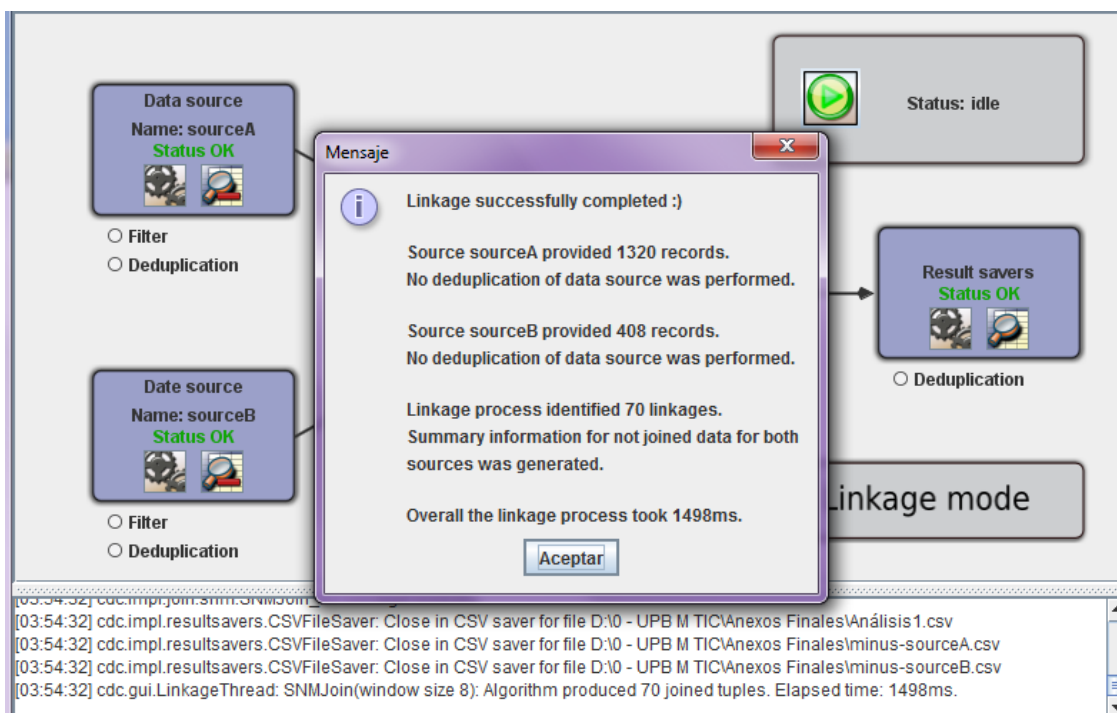 Data source
Name: sourceA
Status OK
Filter
Deduplication
Status: idle
Mensaje
Linkage successfully completed :)
Source sourceA provided 1320 records.
No deduplication of data source was performed.
Source sourceB provided 408 records.
No deduplication of data source was performed.
Linkage process identified 70 linkages.
Summary information for not joined data for both
sources was generated.
Overall the linkage process took 1498ms.
Aceptar
Result savers
Status OK
Deduplication
Date source
Name: sourceB
Status OK
Filter
Deduplication
Linkage mode
[03:54:32] cdc.impl.join.snm.SNMJoin_
[03:54:32] cdc.impl.resultsavers.CSVFileSaver: Close in CSV saver for file D:\0 - UPB M TIC\Anexos Finales\Análisis1.csv
[03:54:32] cdc.impl.resultsavers.CSVFileSaver: Close in CSV saver for file D:\0 - UPB M TIC\Anexos Finales\minus-sourceA.csv
[03:54:32] cdc.impl.resultsavers.CSVFileSaver: Close in CSV saver for file D:\0 - UPB M TIC\Anexos Finales\minus-sourceB.csv
[03:54:32] cdc.gui.LinkageThread: SNMJoin(window size 8): Algorithm produced 70 joined tuples. Elapsed time: 1498ms.